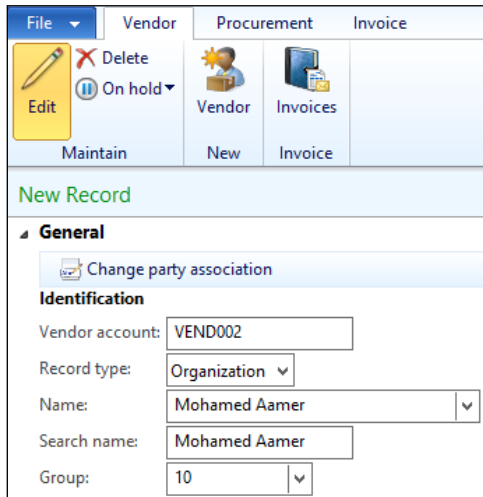 File Vendor Procurement Invoice
Edit
Delete
On hold
Vendor
Invoices
Maintain New Invoice
New Record
General
Change party association
Identification
Vendor account: VEND002
Record type: Organization
Name: Mohamed Aamer
Search name: Mohamed Aamer
Group: 10